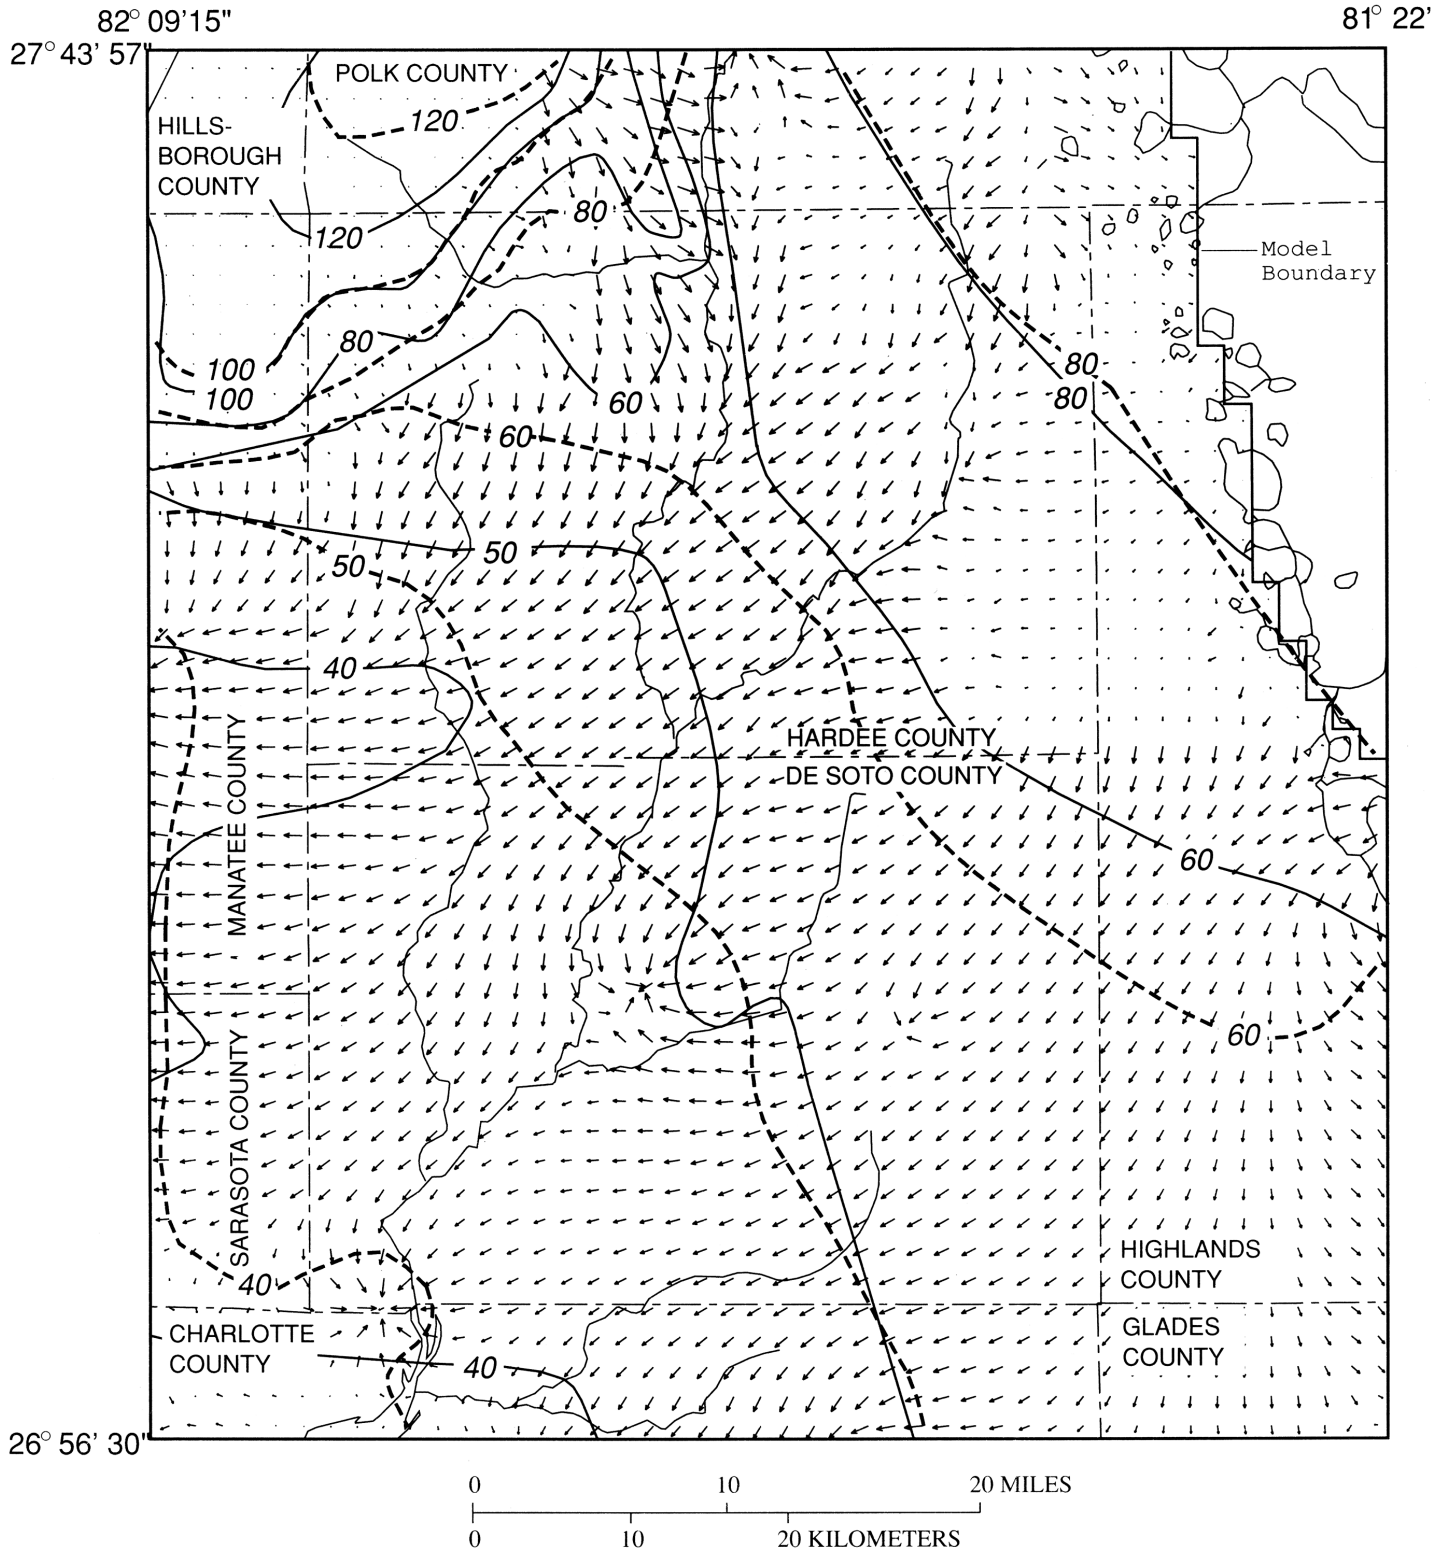 82° 09'15"
81° 22'
27° 43' 57"
POLK COUNTY
120
HILLS-
BOROUGH
COUNTY
80
120
Model
Boundary
80
100
80
100
80
60
60
50
50
40
MANATEE COUNTY
HARDEE COUNTY
DE SOTO COUNTY
60
60
SARASOTA COUNTY
HIGHLANDS
COUNTY
40
CHARLOTTE
COUNTY
GLADES
COUNTY
40
26° 56' 30"
0 10 20 MILES
0 10 20 KILOMETERS